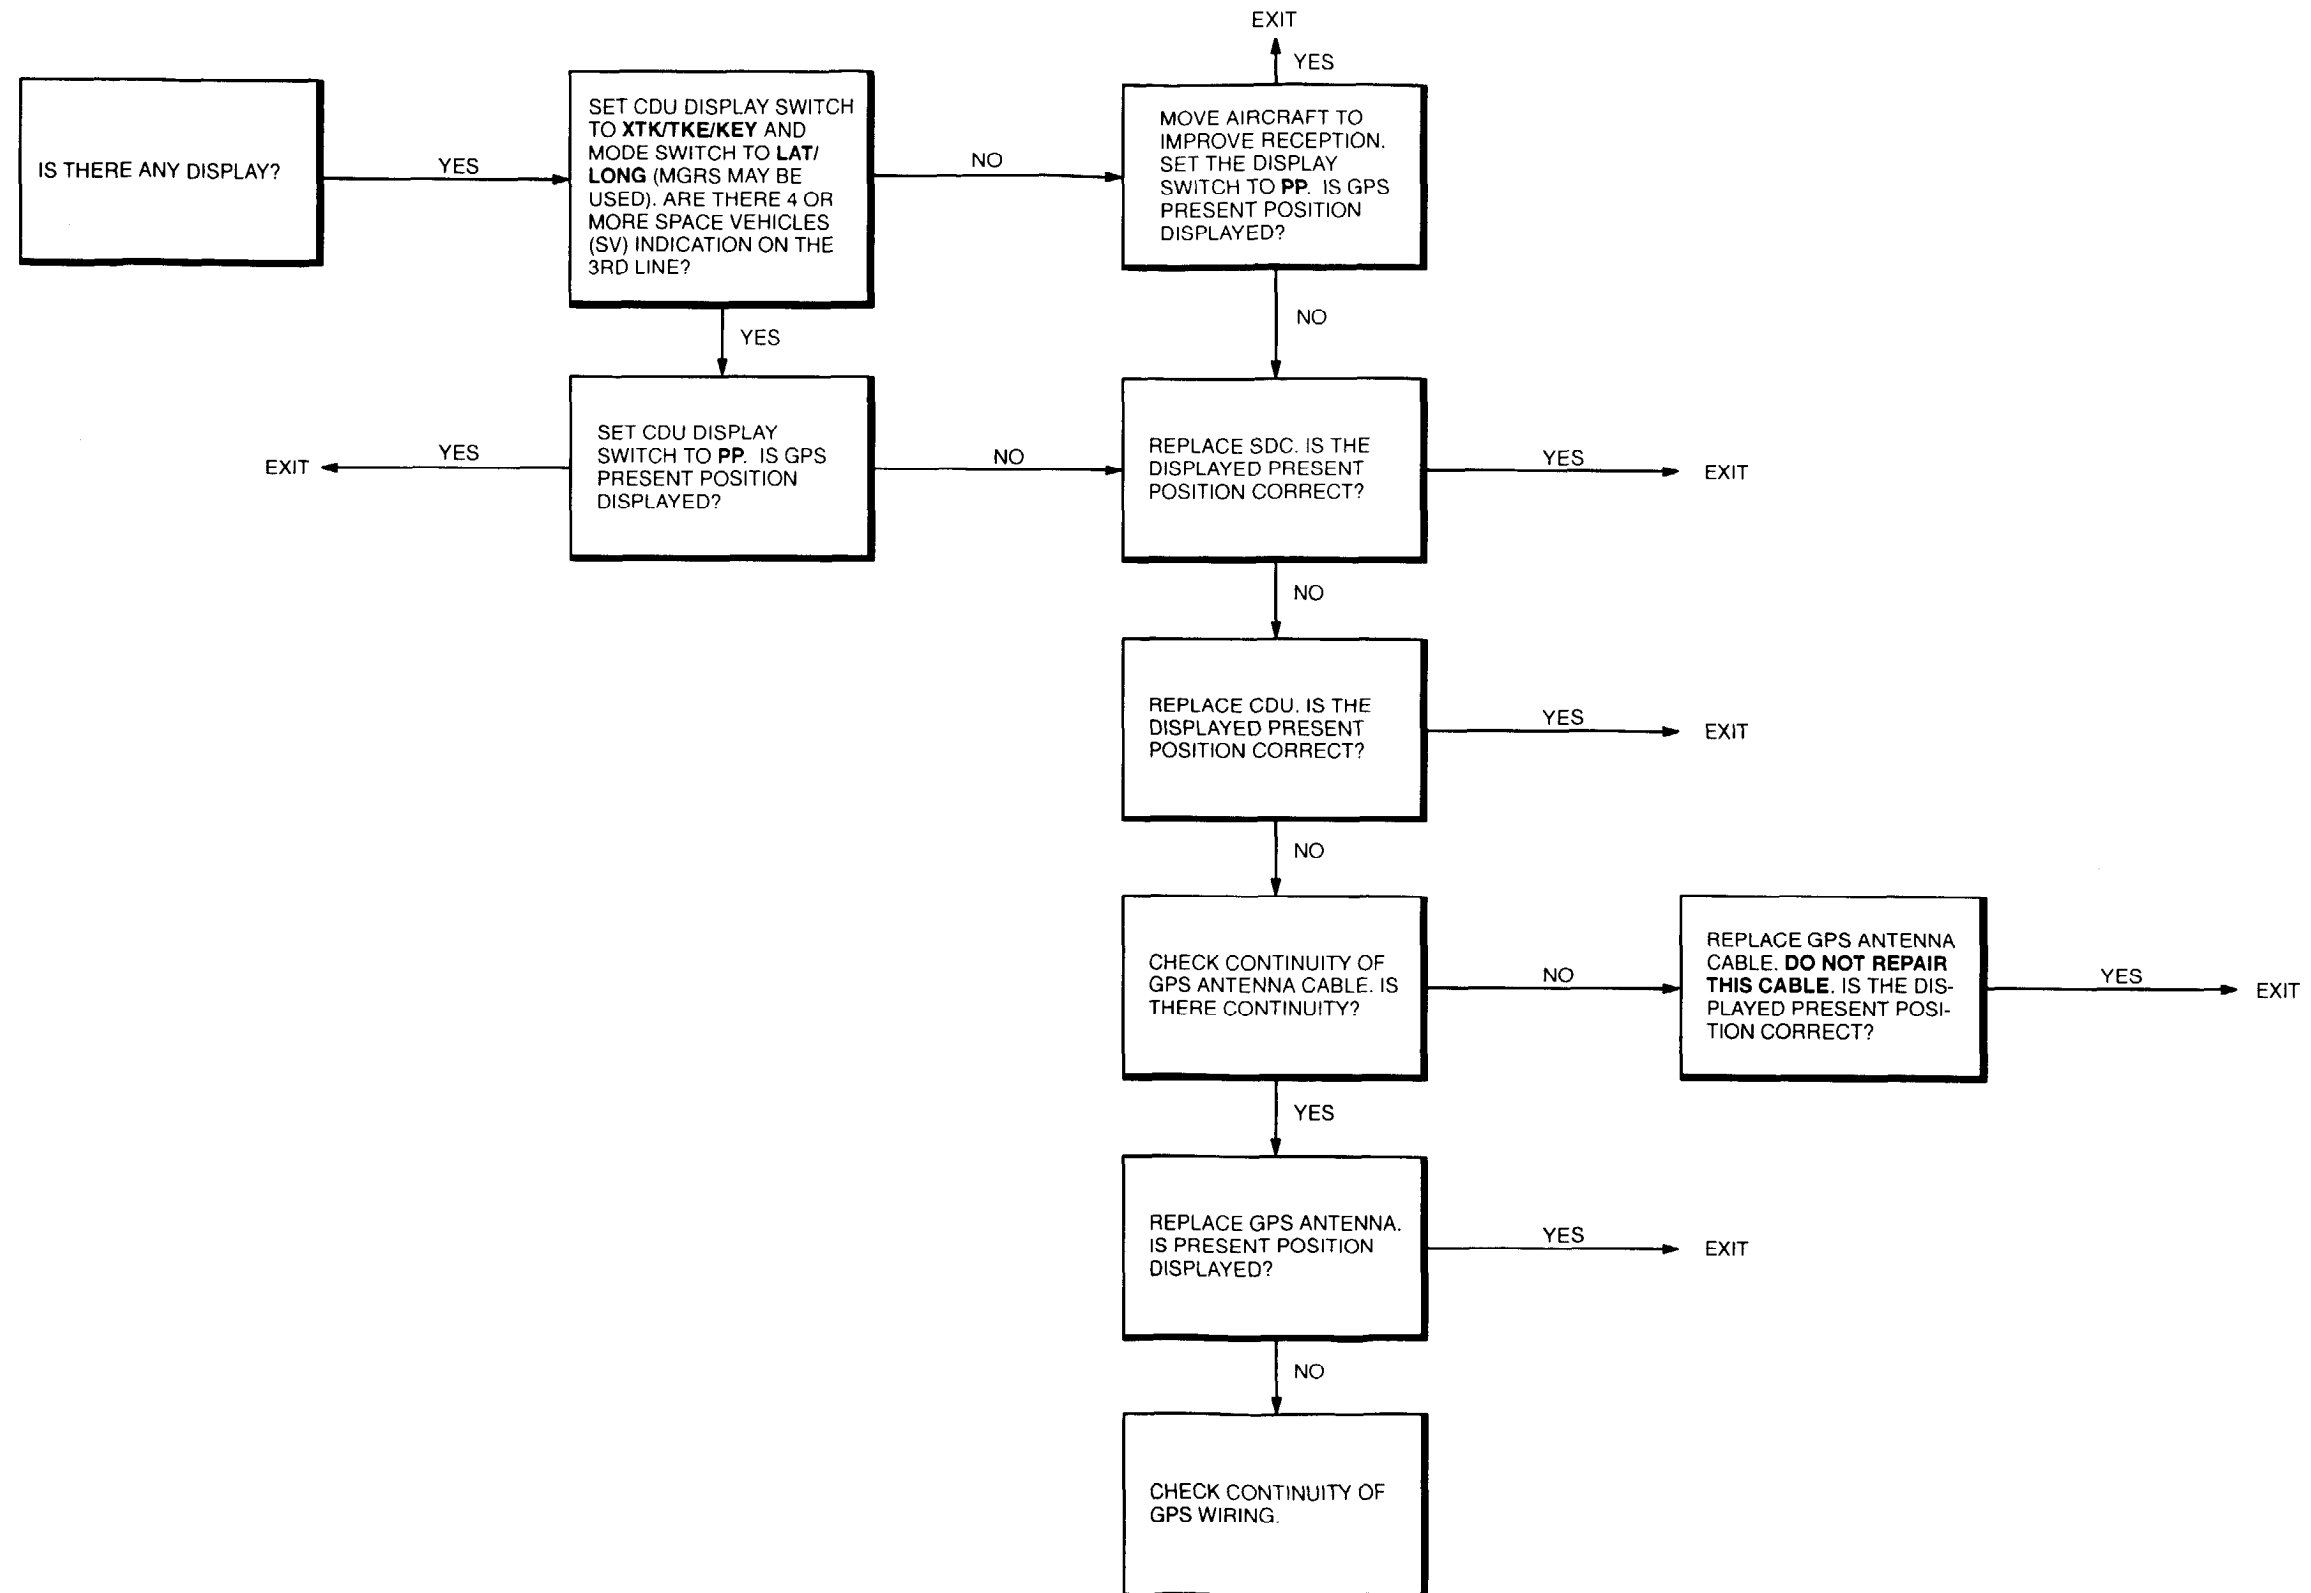 EXIT
YES
IS THERE ANY DISPLAY?
YES
SET CDU DISPLAY SWITCH
TO XTK/TKE/KEY AND
MODE SWITCH TO LAT/
LONG (MGRS MAY BE
USED). ARE THERE 4 OR
MORE SPACE VEHICLES
(SV) INDICATION ON THE
3RD LINE?
NO
MOVE AIRCRAFT TO
IMPROVE RECEPTION.
SET THE DISPLAY
SWITCH TO PP. IS GPS
PRESENT POSITION
DISPLAYED?
YES
NO
EXIT
YES
SET CDU DISPLAY
SWITCH TO PP. IS GPS
PRESENT POSITION
DISPLAYED?
NO
REPLACE SDC. IS THE
DISPLAYED PRESENT
POSITION CORRECT?
YES
EXIT
NO
REPLACE CDU. IS THE
DISPLAYED PRESENT
POSITION CORRECT?
YES
EXIT
NO
CHECK CONTINUITY OF
GPS ANTENNA CABLE. IS
THERE CONTINUITY?
NO
REPLACE GPS ANTENNA
CABLE. DO NOT REPAIR
THIS CABLE. IS THE DIS-
PLAYED PRESENT POSI-
TION CORRECT?
YES
EXIT
YES
REPLACE GPS ANTENNA.
IS PRESENT POSITION
DISPLAYED?
YES
EXIT
NO
CHECK CONTINUITY OF
GPS WIRING.